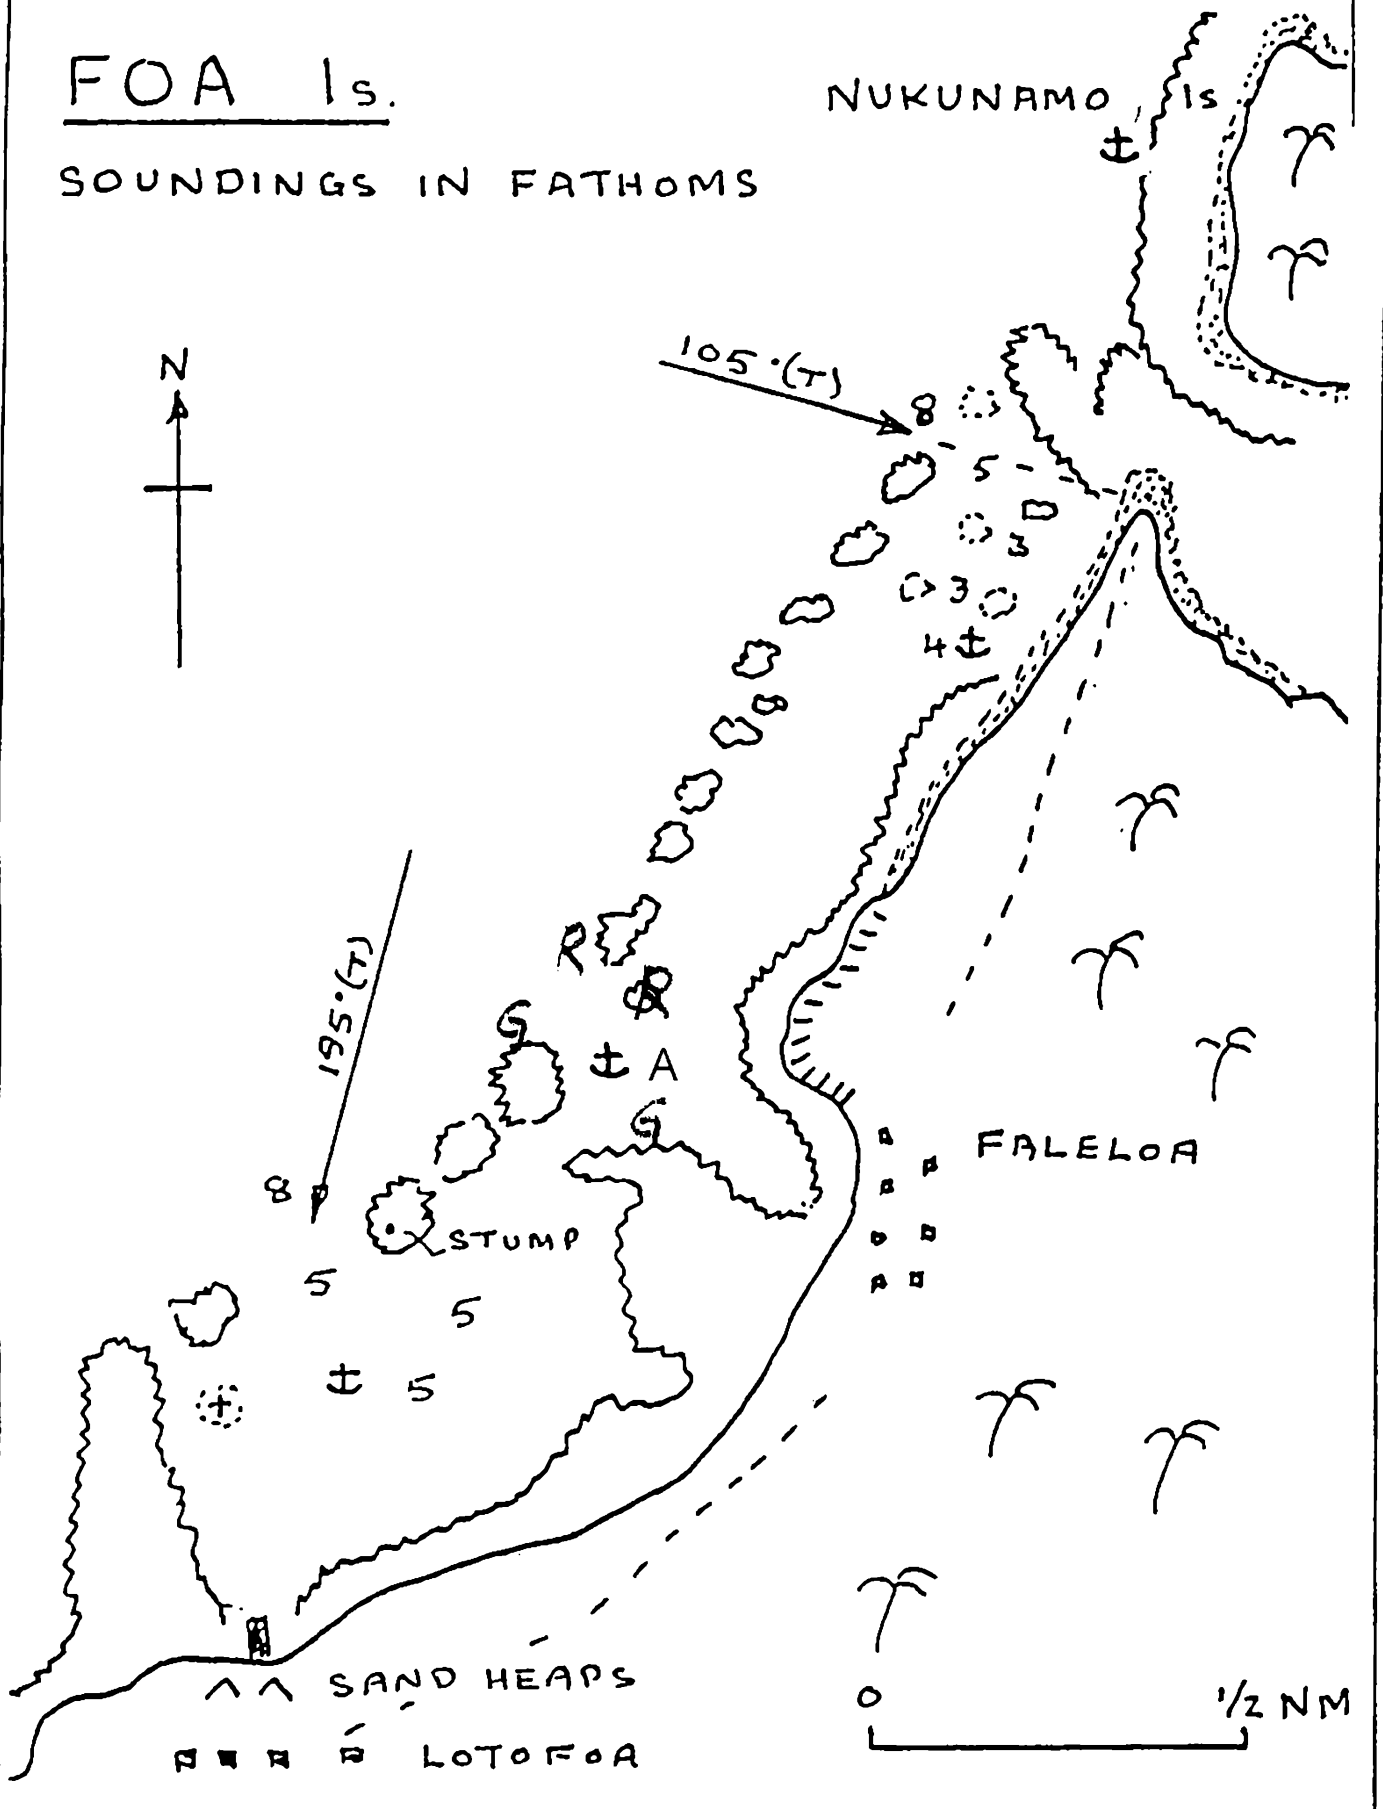 FOA Is.
NUKUNAMO Is
SOUNDINGS IN FATHOMS
N
105°(T)
8
5
3
3
4
195°(T)
R
R
G
A
G
FALELOA
8
STUMP
5
5
5
SAND HEAPS
0 1/2 NM
LOTOFOA